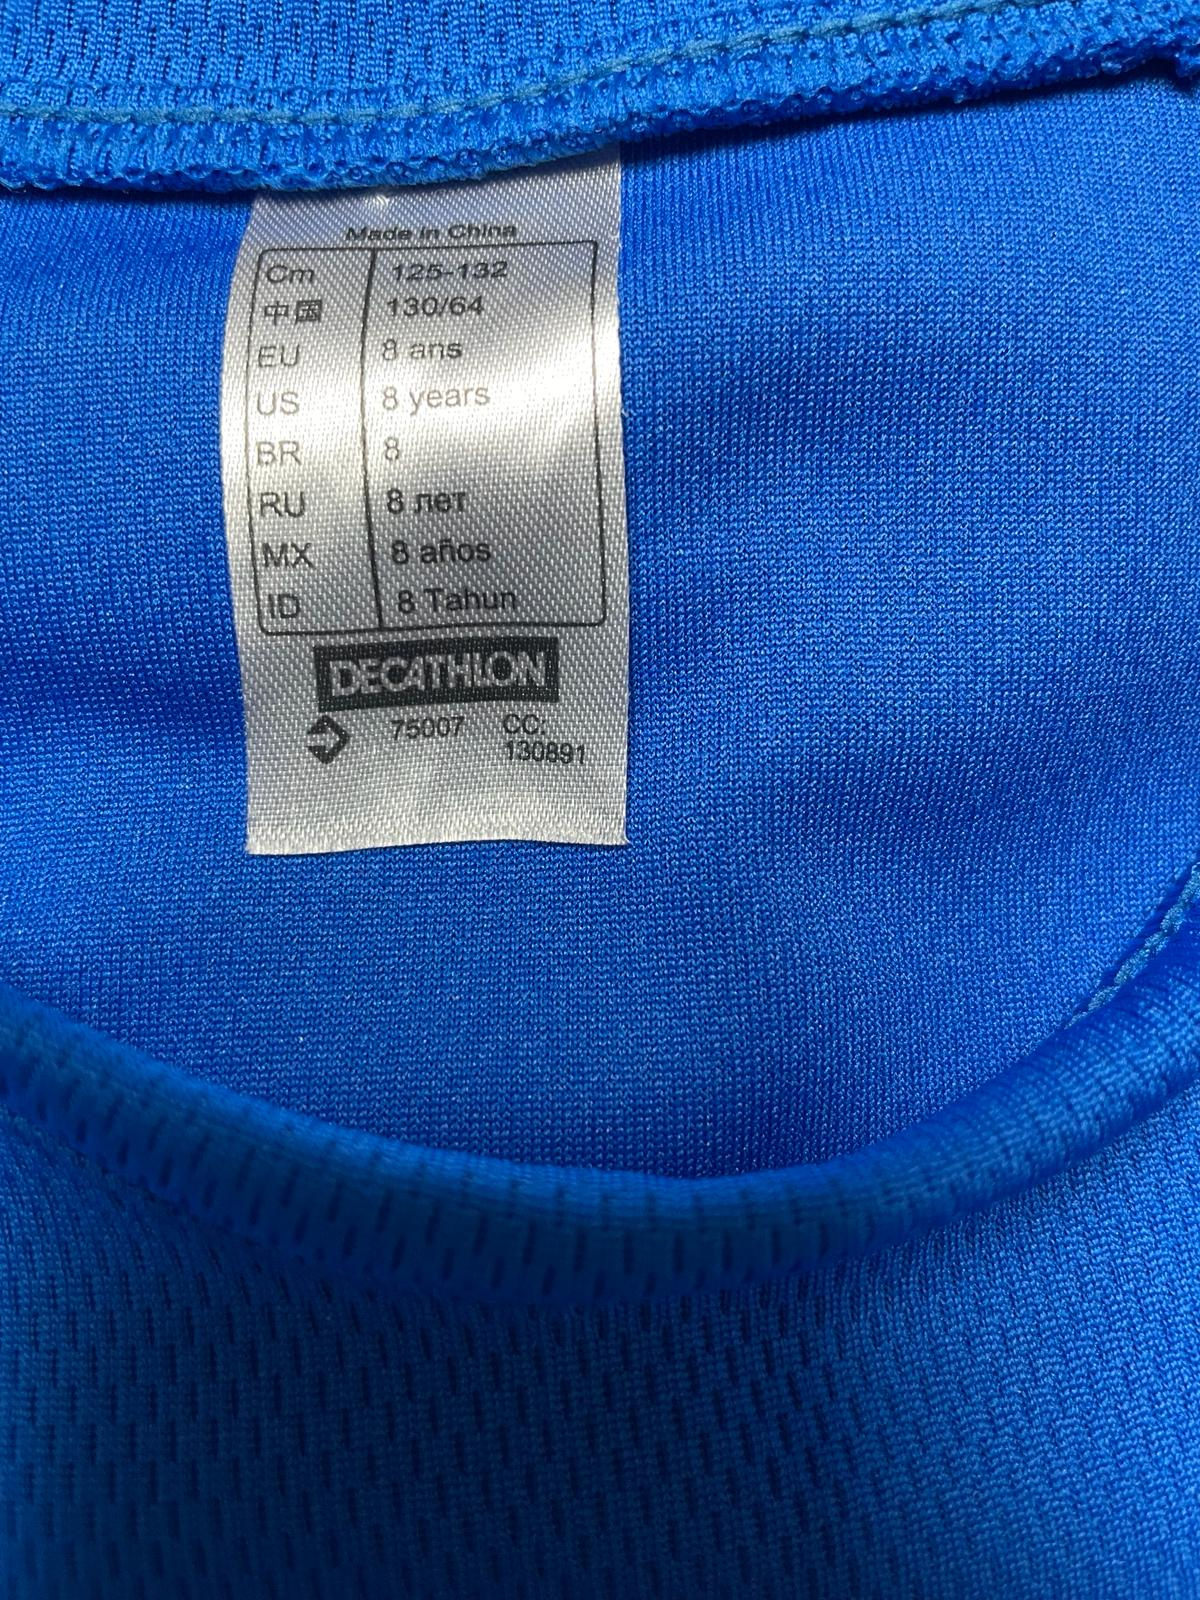 Made in China
Cm 125-132
中国 130/64
EU 8 ans
US 8 years
BR 8
RU 8 лет
MX 8 años
ID 8 Tahun
DECATHLON
75007 CC:
130891